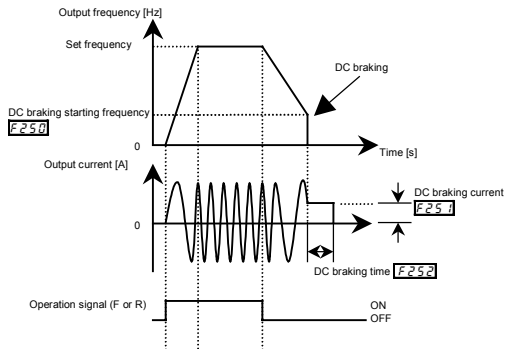 Output frequency [Hz]
Set frequency
DC braking
DC braking starting frequency
F250
0
Time [s]
Output current [A]
DC braking current
F251
0
DC braking time F252
Operation signal (F or R)
ON
OFF